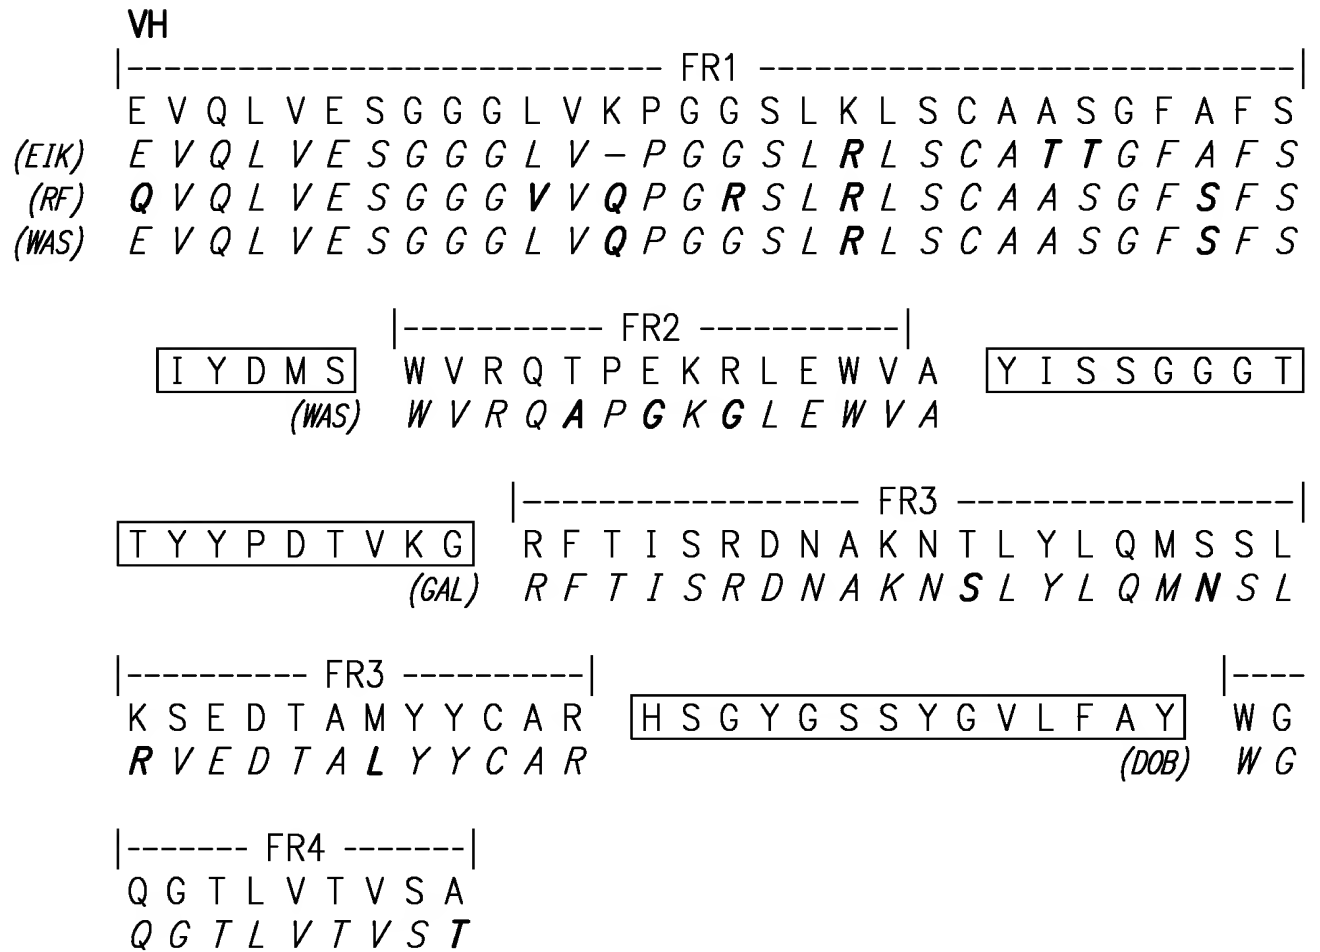 VH
|--------------------------- FR1 ---------------------------|
E V Q L V E S G G G L V K P G G S L K L S C A A S G F A F S
(EIK) E V Q L V E S G G G L V – P G G S L R L S C A T T G F A F S
(RF) Q V Q L V E S G G G V V Q P G R S L R L S C A A S G F S F S
(WAS) E V Q L V E S G G G L V Q P G G S L R L S C A A S G F S F S
|----------- FR2 -----------|
I Y D M S W V R Q T P E K R L E W V A Y I S S G G G T
(WAS) W V R Q A P G K G L E W V A
|----------------- FR3 -----------------|
T Y Y P D T V K G R F T I S R D N A K N T L Y L Q M S S L
(GAL) R F T I S R D N A K N S L Y L Q M N S L
|---------- FR3 ----------| |----
K S E D T A M Y Y C A R H S G Y G S S Y G V L F A Y W G
R V E D T A L Y Y C A R (DOB) W G
|------- FR4 -------|
Q G T L V T V S A
Q G T L V T V S T